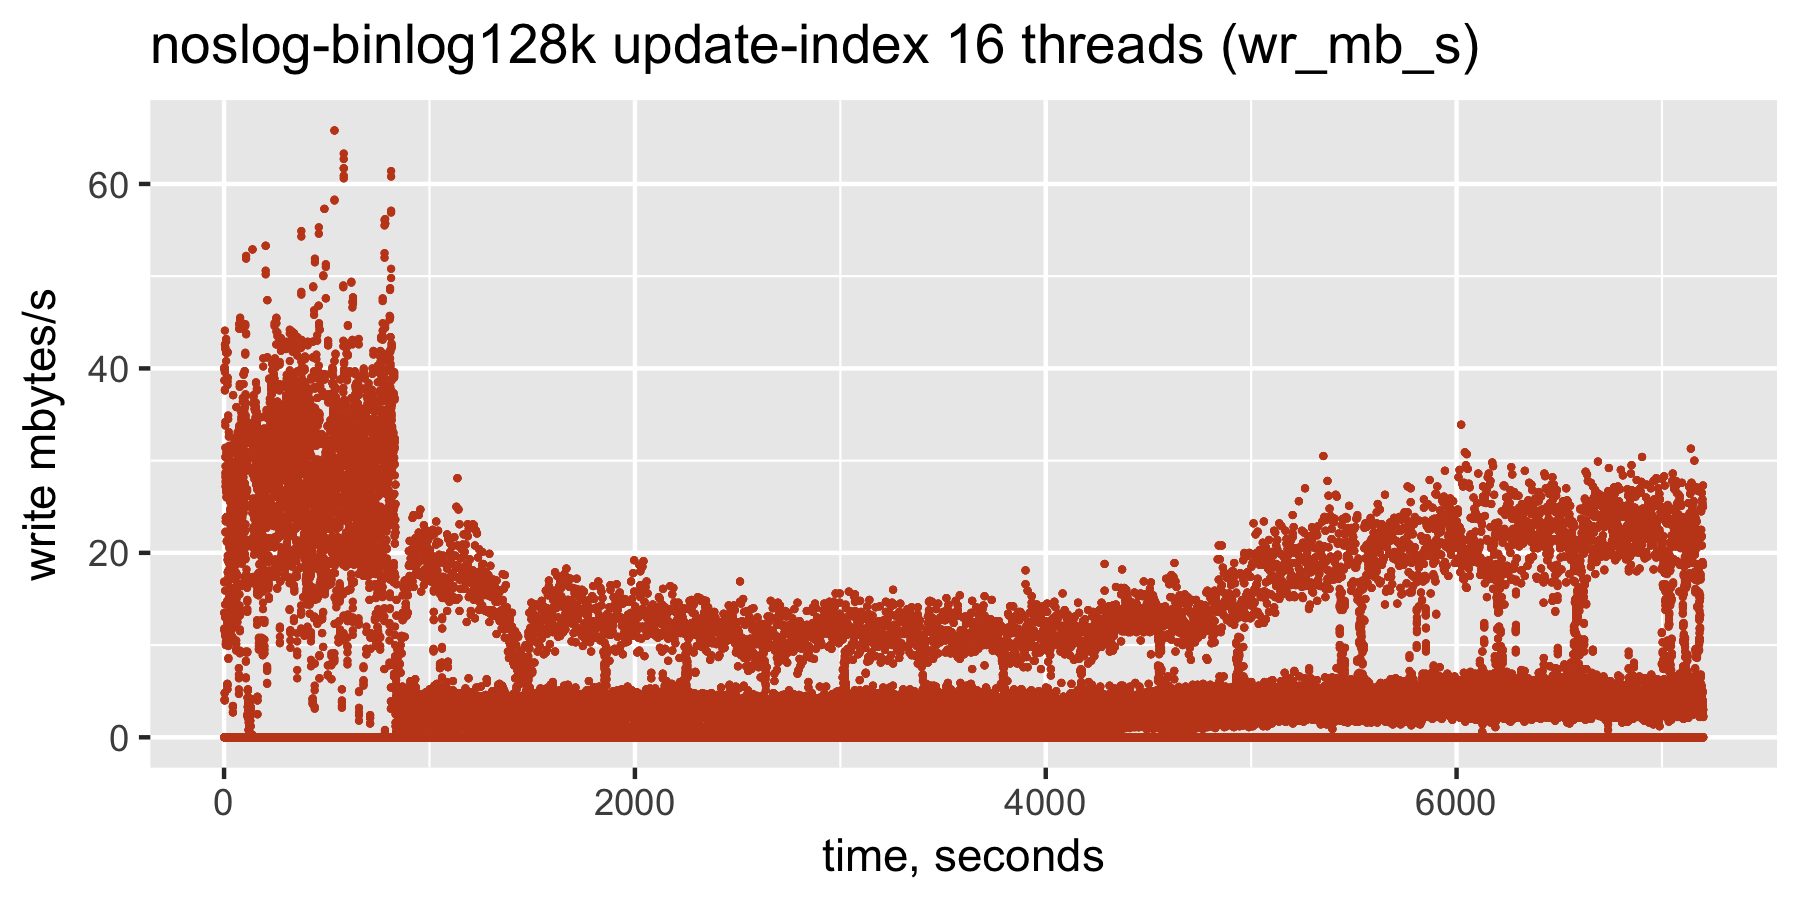 noslog-binlog128k update-index 16 threads (wr_mb_s)
write mbytes/s
60
40
20
0
0 2000 4000 6000
time, seconds